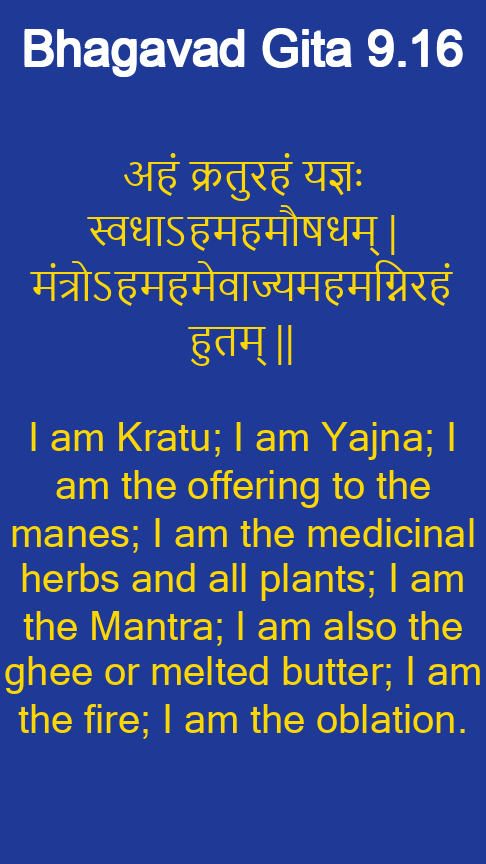 Bhagavad Gita 9.16
अहं क्रतुरहं यज्ञः
स्वधाऽहमहमौषधम् |
मंत्रोऽहमहमेवाज्यमहमग्निरहं
हुतम् ||
I am Kratu; I am Yajna; I
am the offering to the
manes; I am the medicinal
herbs and all plants; I am
the Mantra; I am also the
ghee or melted butter; I am
the fire; I am the oblation.